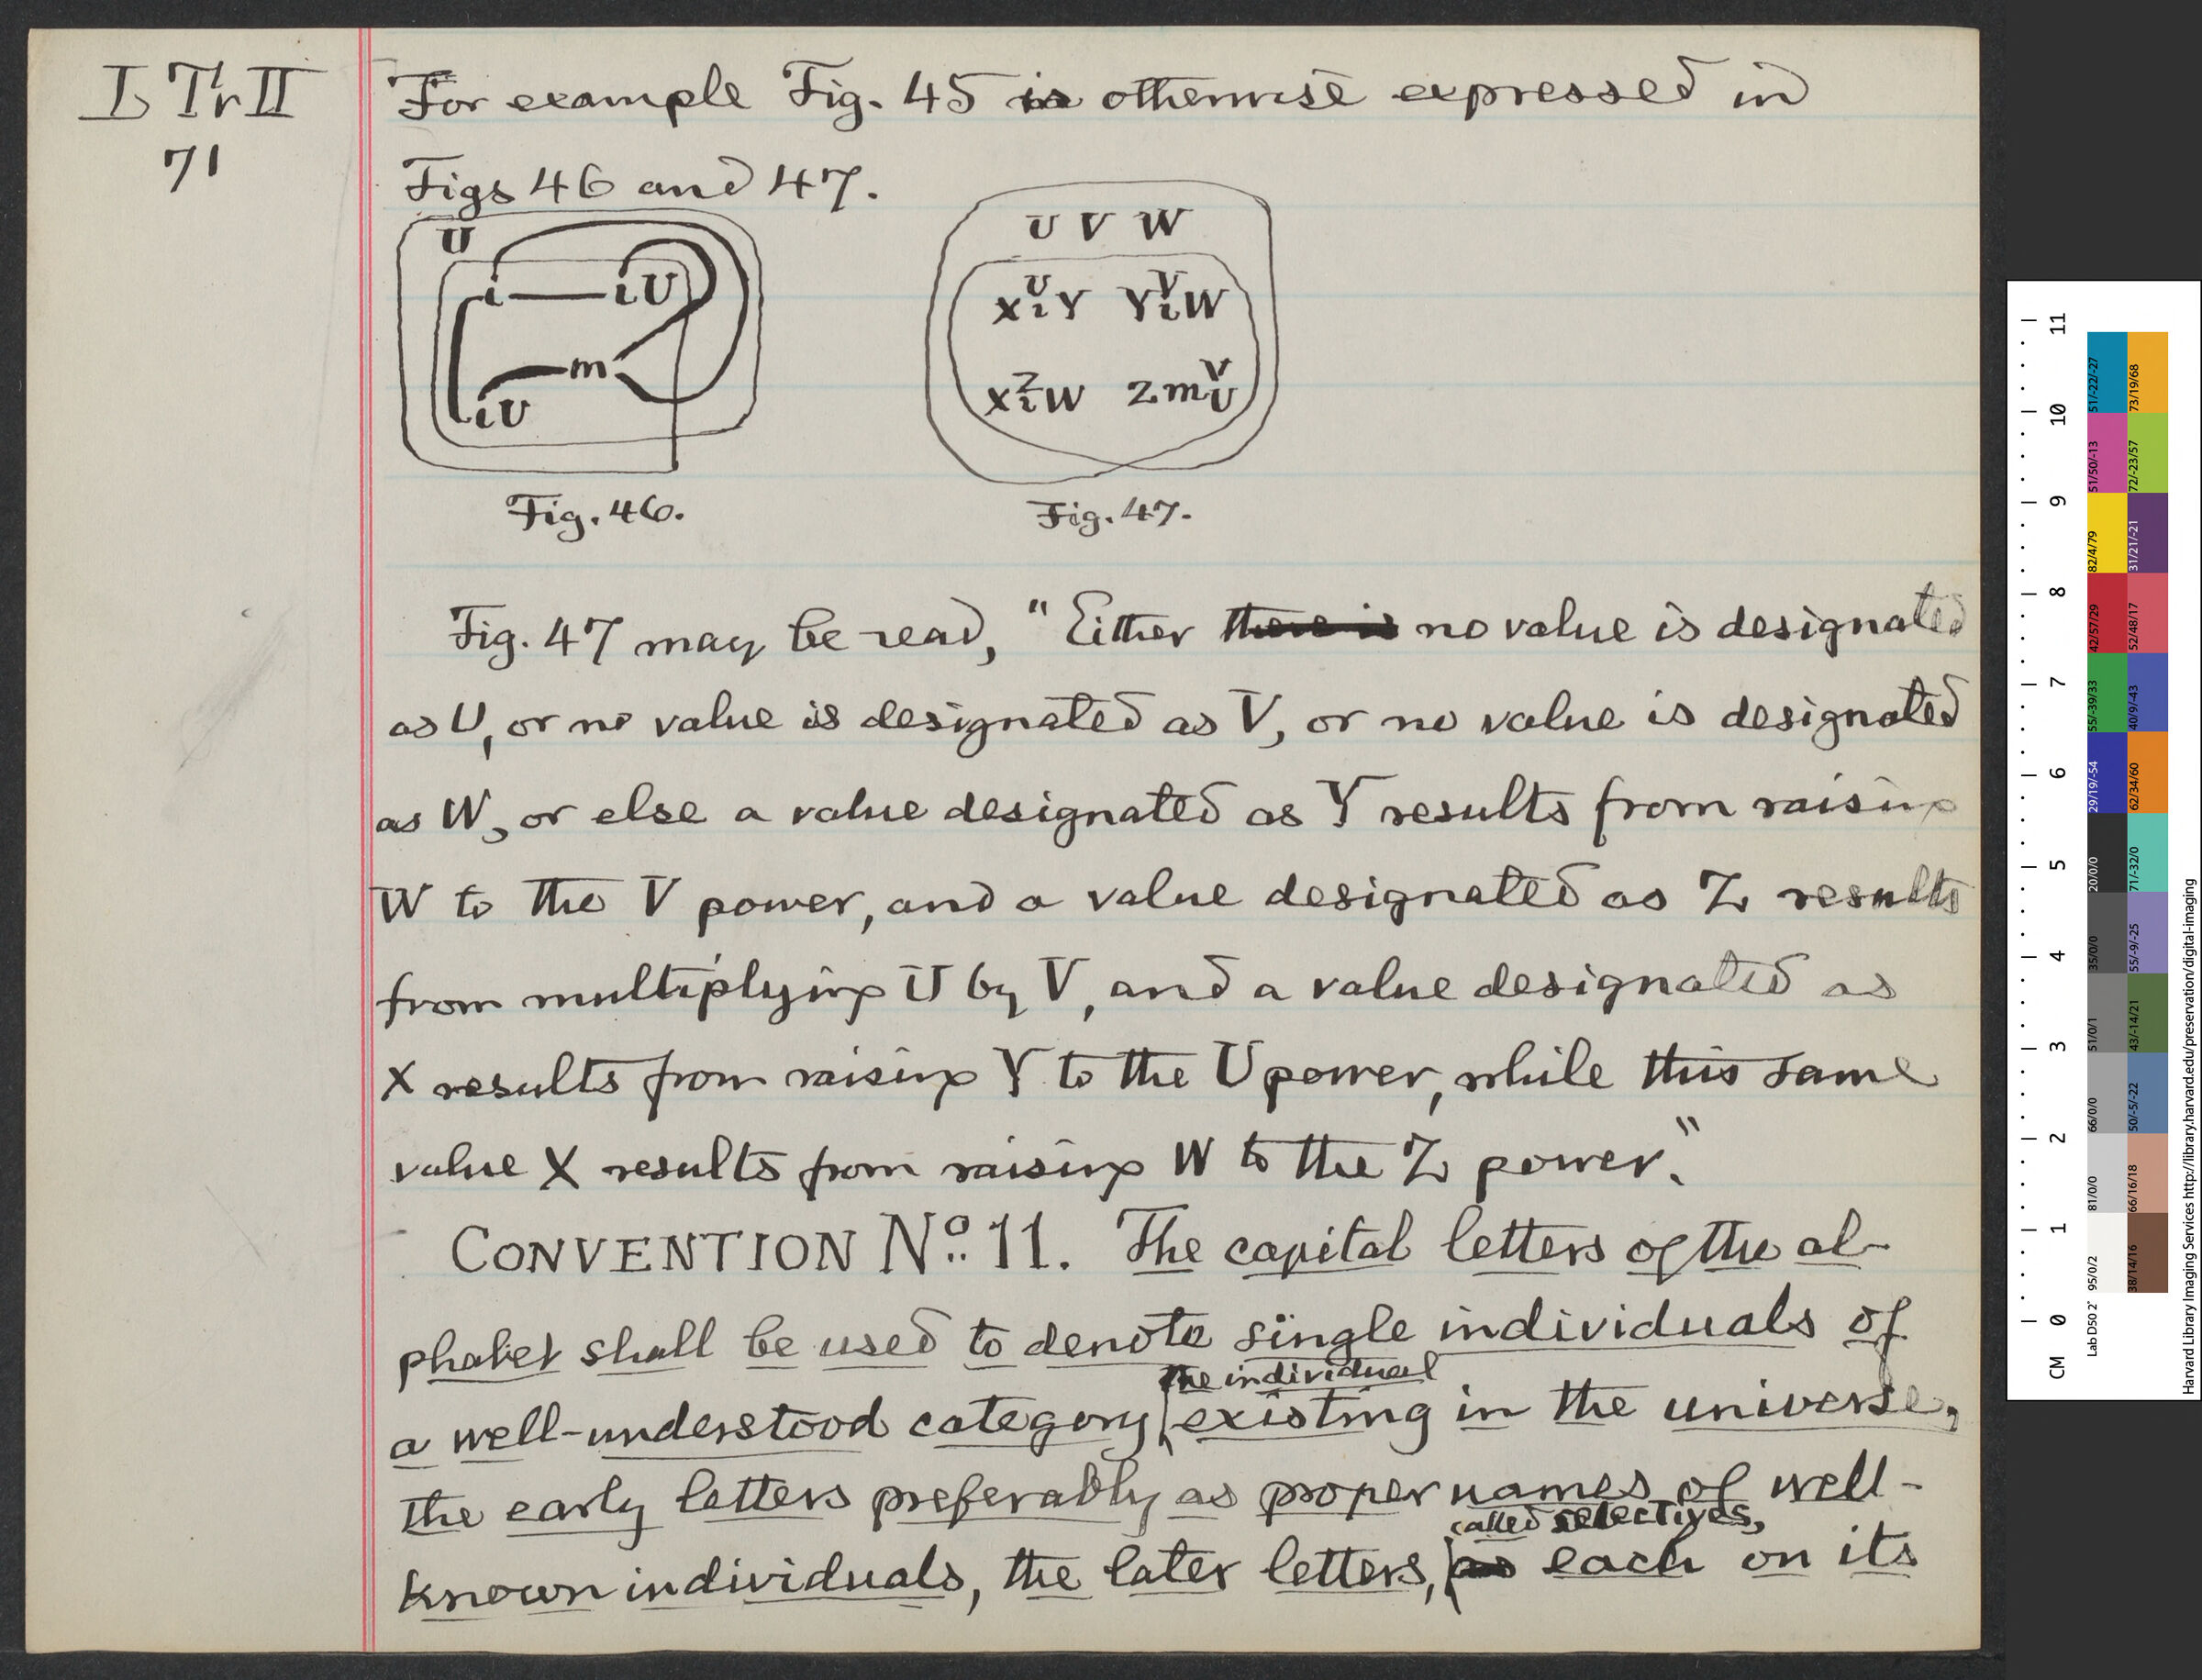 L Tr II
71
For example Fig. 45 is otherwise expressed in
Figs 46 and 47.
U
i iU
m
iU
Fig. 46.
U V W
U V
XiY YiW
Z V
XiW ZmU
Fig. 47.
Fig. 47 may be read, "Either there is no value is designated
as U, or no value is designated as V, or no value is designated
as W, or else a value designated as Y results from raising
W to the V power, and a value designated as Z results
from multiplying U by V, and a value designated as
X results from raising Y to the U power, while this same
value X results from raising W to the Z power."
CONVENTION No. 11. The capital letters of the al-
phabet shall be used to denote single individuals of
the individual
a well-understood category existing in the universe,
the early letters preferably as proper names of well-
called selectives,
known individuals, the later letters, as each on its
CM 0 1 2 3 4 5 6 7 8 9 10 11
Lab D50 2°
95/0/2
81/0/0
66/0/0
51/0/1
35/0/0
20/0/0
29/19/-54
55/-39/33
42/57/29
82/4/79
51/50/-13
51/-22/-27
38/14/16
66/16/18
50/-5/-22
43/-14/21
55/-9/-25
71/-32/0
62/34/60
40/9/-43
52/48/17
31/21/-21
72/-23/57
73/19/68
Harvard Library Imaging Services http://library.harvard.edu/preservation/digital-imaging